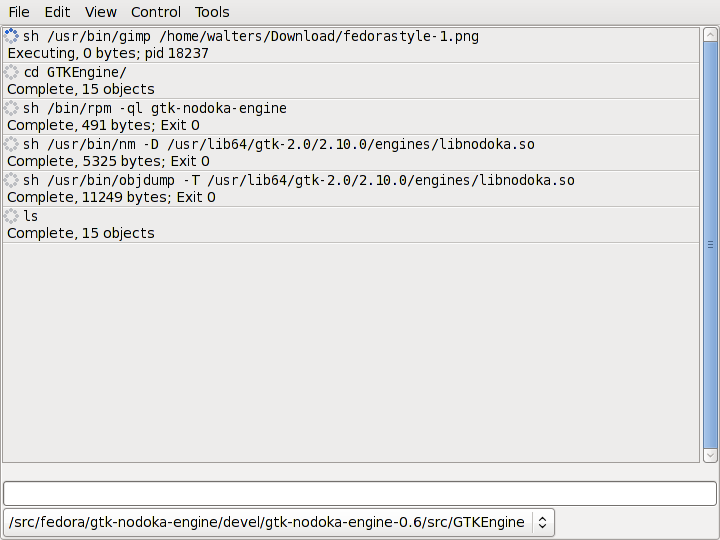 File Edit View Control Tools
sh /usr/bin/gimp /home/walters/Download/fedorastyle-1.png
Executing, 0 bytes; pid 18237
cd GTKEngine/
Complete, 15 objects
sh /bin/rpm -ql gtk-nodoka-engine
Complete, 491 bytes; Exit 0
sh /usr/bin/nm -D /usr/lib64/gtk-2.0/2.10.0/engines/libnodoka.so
Complete, 5325 bytes; Exit 0
sh /usr/bin/objdump -T /usr/lib64/gtk-2.0/2.10.0/engines/libnodoka.so
Complete, 11249 bytes; Exit 0
ls
Complete, 15 objects
/src/fedora/gtk-nodoka-engine/devel/gtk-nodoka-engine-0.6/src/GTKEngine